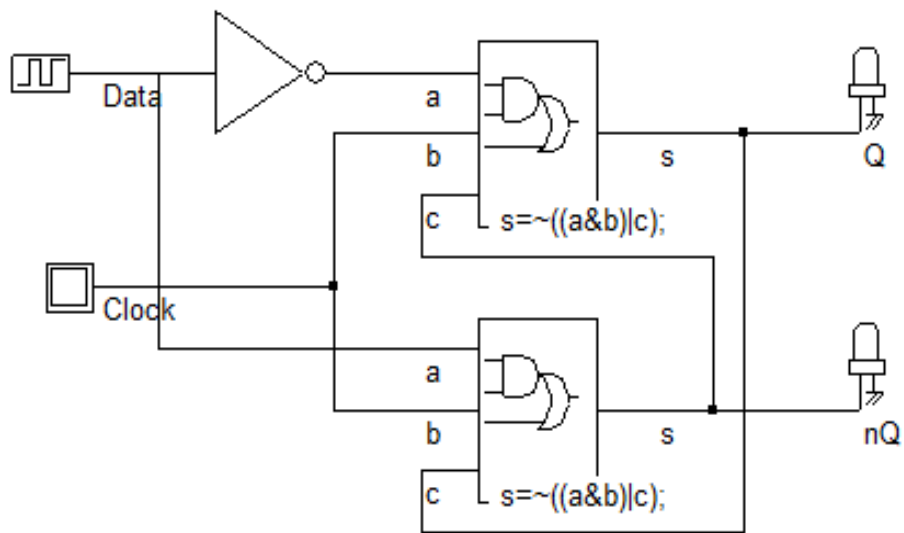 Data
a
b
s
Q
c
s=~((a&b)|c);
Clock
a
b
s
nQ
c
s=~((a&b)|c);